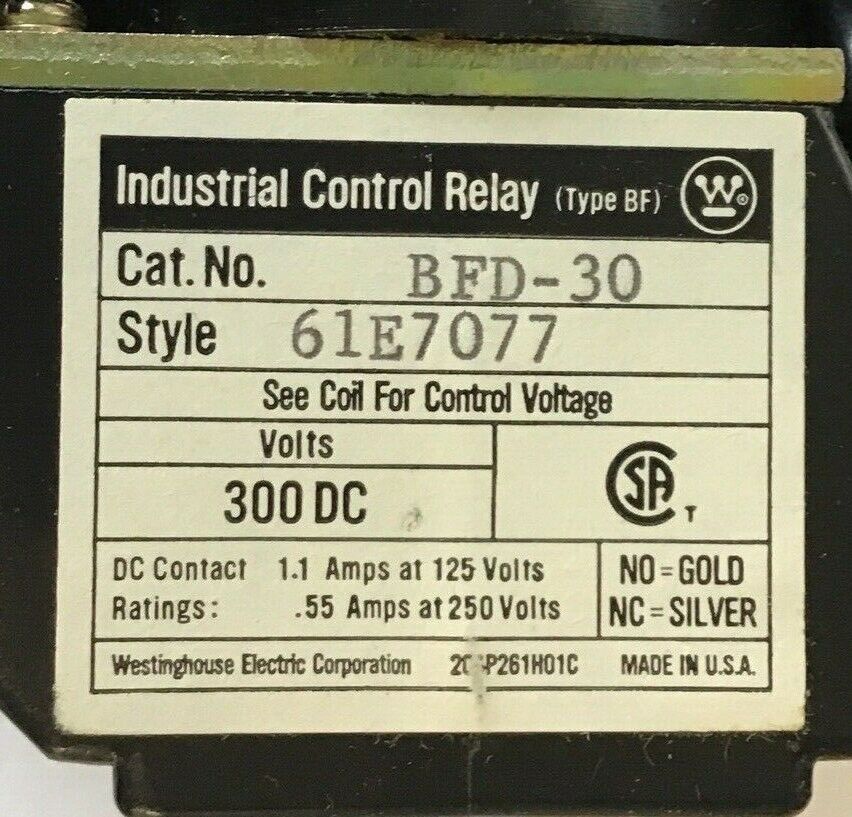 Industrial Control Relay (Type BF) W®
Cat. No. BFD-30
Style 61E7077
See Coil For Control Voltage
Volts
300 DC
CSA T
DC Contact 1.1 Amps at 125 Volts
Ratings: .55 Amps at 250 Volts
NO=GOLD
NC=SILVER
Westinghouse Electric Corporation MADE IN U.S.A.